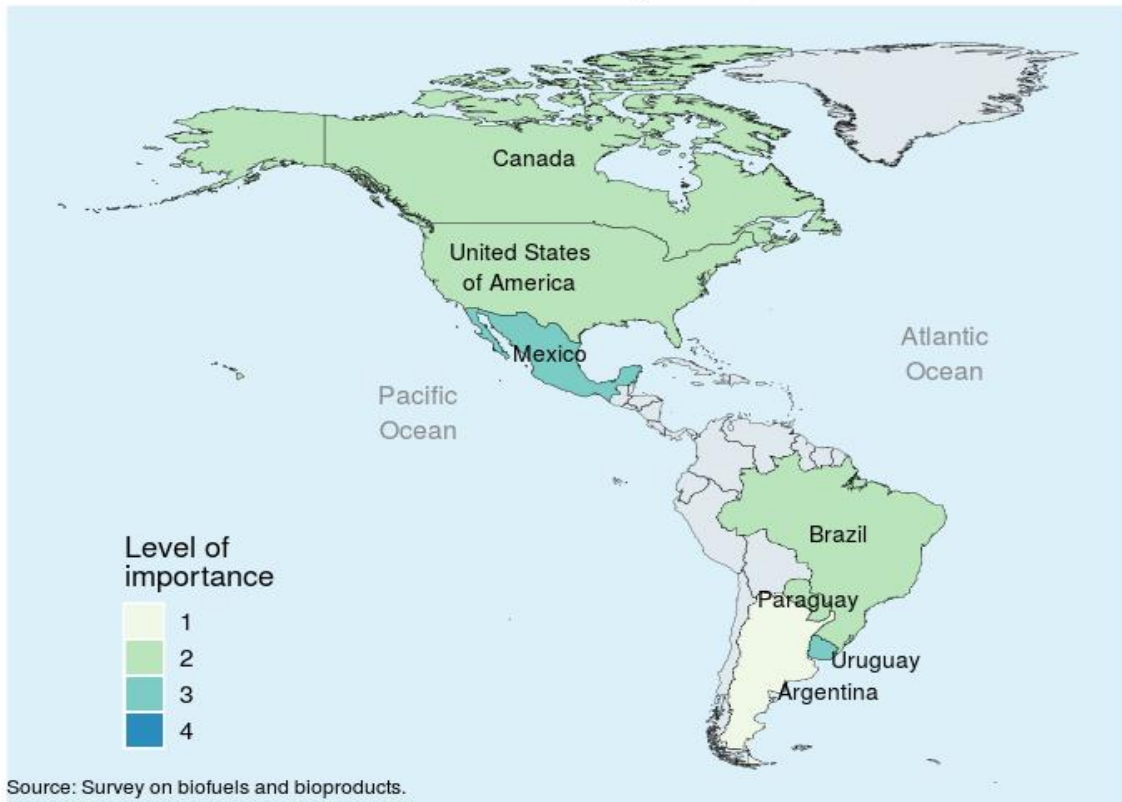 Canada
United States
of America
Mexico
Atlantic
Ocean
Pacific
Ocean
Brazil
Paraguay
Uruguay
Argentina
Level of
importance
1
2
3
4
Source: Survey on biofuels and bioproducts.